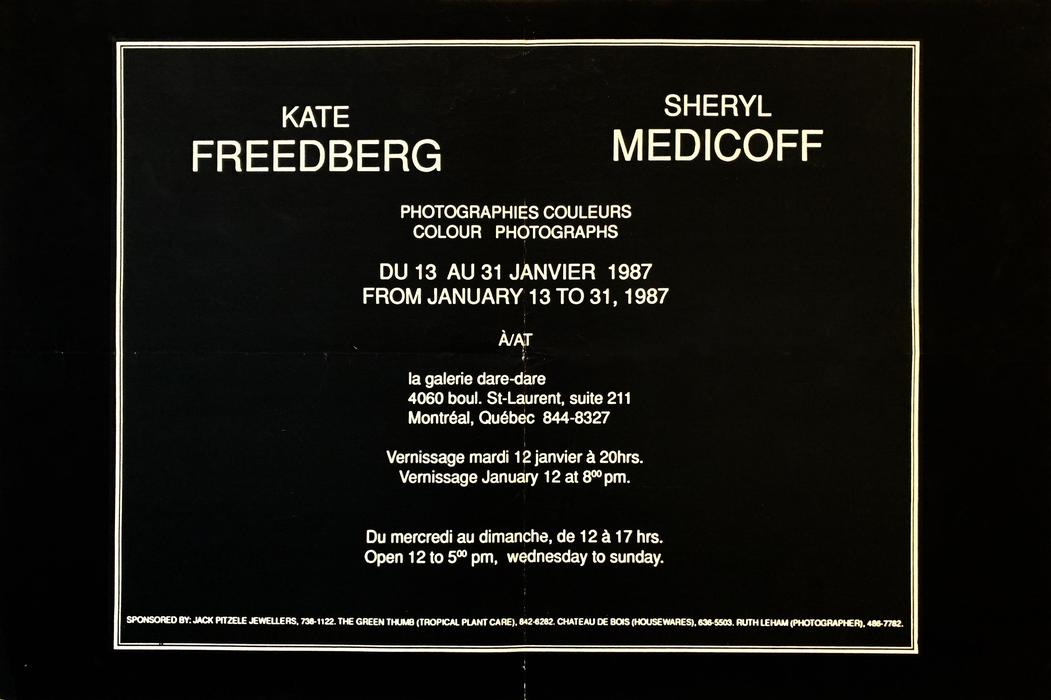 KATE
FREEDBERG
SHERYL
MEDICOFF
PHOTOGRAPHIES COULEURS
COLOUR PHOTOGRAPHS
DU 13 AU 31 JANVIER 1987
FROM JANUARY 13 TO 31, 1987
À/AT
la galerie dare-dare
4060 boul. St-Laurent, suite 211
Montréal, Québec 844-8327
Vernissage mardi 12 janvier à 20hrs.
Vernissage January 12 at 8⁰⁰ pm.
Du mercredi au dimanche, de 12 à 17 hrs.
Open 12 to 5⁰⁰ pm, wednesday to sunday.
SPONSORED BY: JACK PITZELE JEWELLERS, 738-1122. THE GREEN THUMB (TROPICAL PLANT CARE), 842-6282. CHATEAU DE BOIS (HOUSEWARES), 636-5503. RUTH LEHAM (PHOTOGRAPHER), 486-7782.